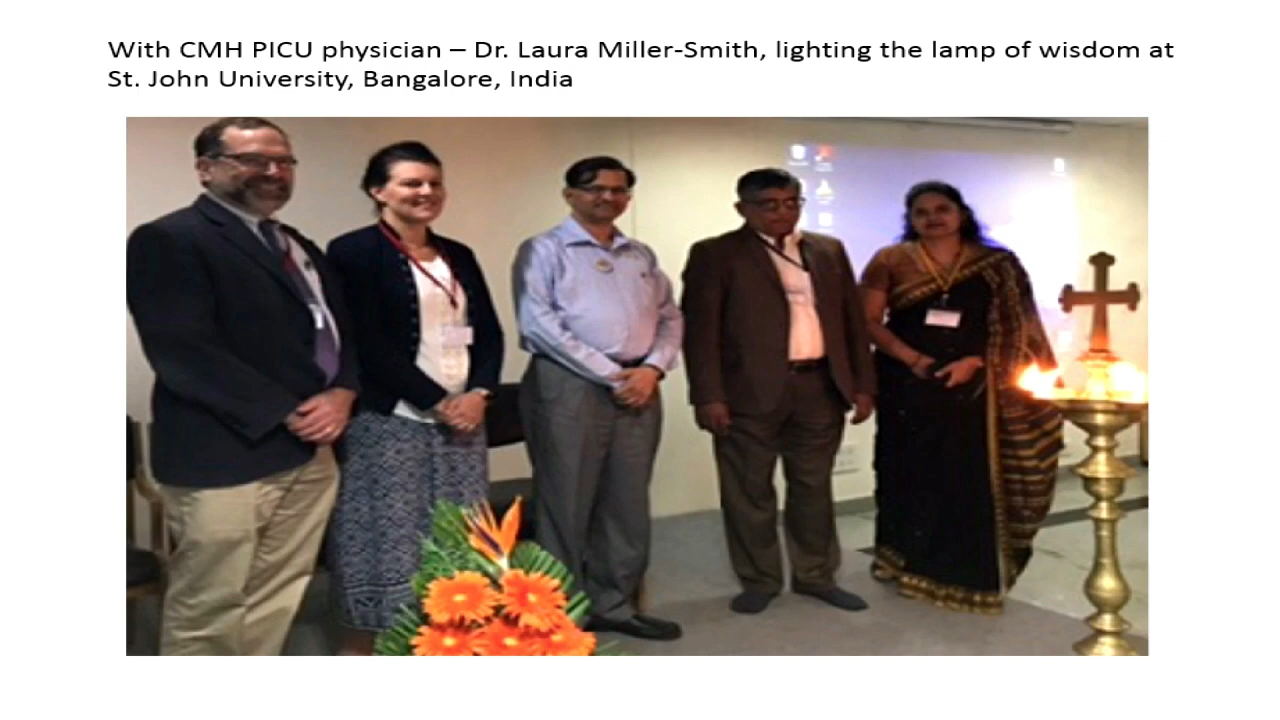 With CMH PICU physician – Dr. Laura Miller-Smith, lighting the lamp of wisdom at
St. John University, Bangalore, India